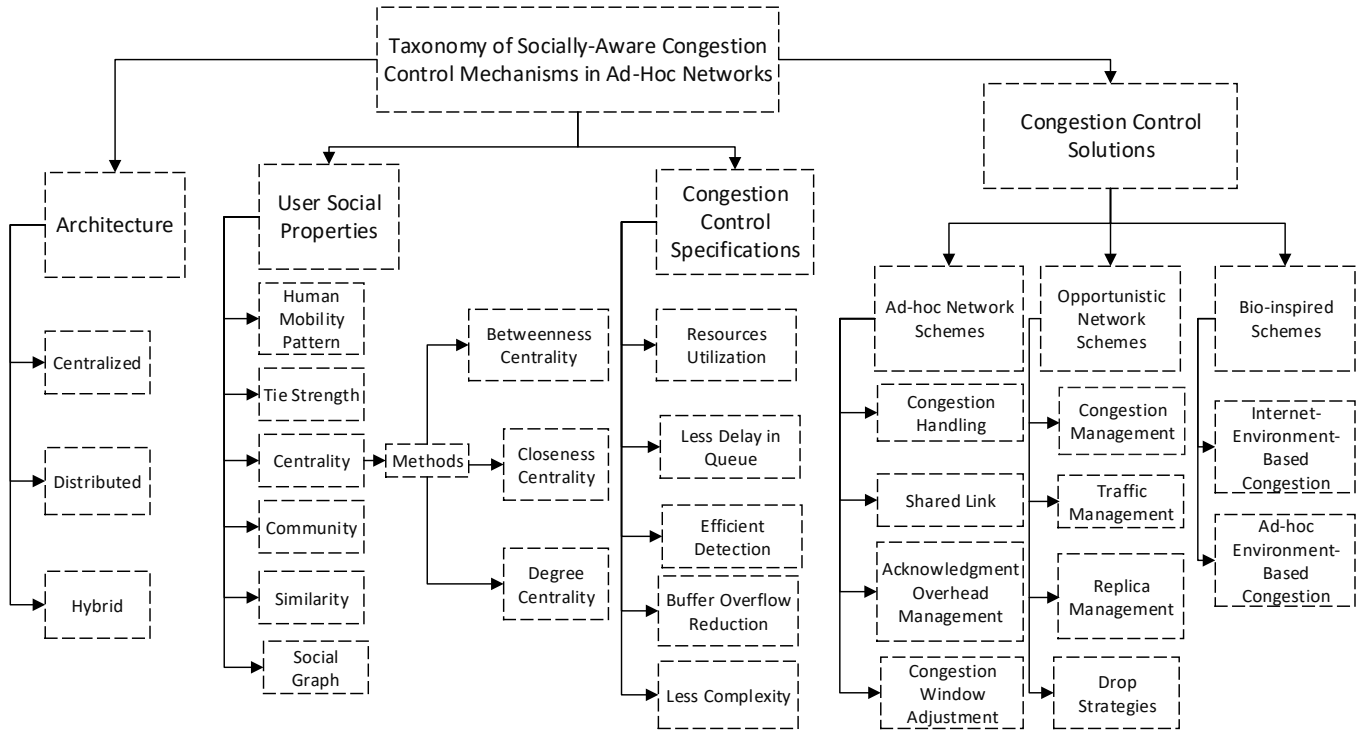 Taxonomy of Socially-Aware Congestion
Control Mechanisms in Ad-Hoc Networks
Architecture
Centralized
Distributed
Hybrid
User Social
Properties
Human
Mobility
Pattern
Tie Strength
Centrality
Community
Similarity
Social
Graph
Methods
Betweenness
Centrality
Closeness
Centrality
Degree
Centrality
Congestion
Control
Specifications
Resources
Utilization
Less Delay in
Queue
Efficient
Detection
Buffer Overflow
Reduction
Less Complexity
Congestion Control
Solutions
Ad-hoc Network
Schemes
Congestion
Handling
Shared Link
Acknowledgment
Overhead
Management
Congestion
Window
Adjustment
Opportunistic
Network
Schemes
Congestion
Management
Traffic
Management
Replica
Management
Drop
Strategies
Bio-inspired
Schemes
Internet-
Environment-
Based
Congestion
Ad-hoc
Environment-
Based
Congestion